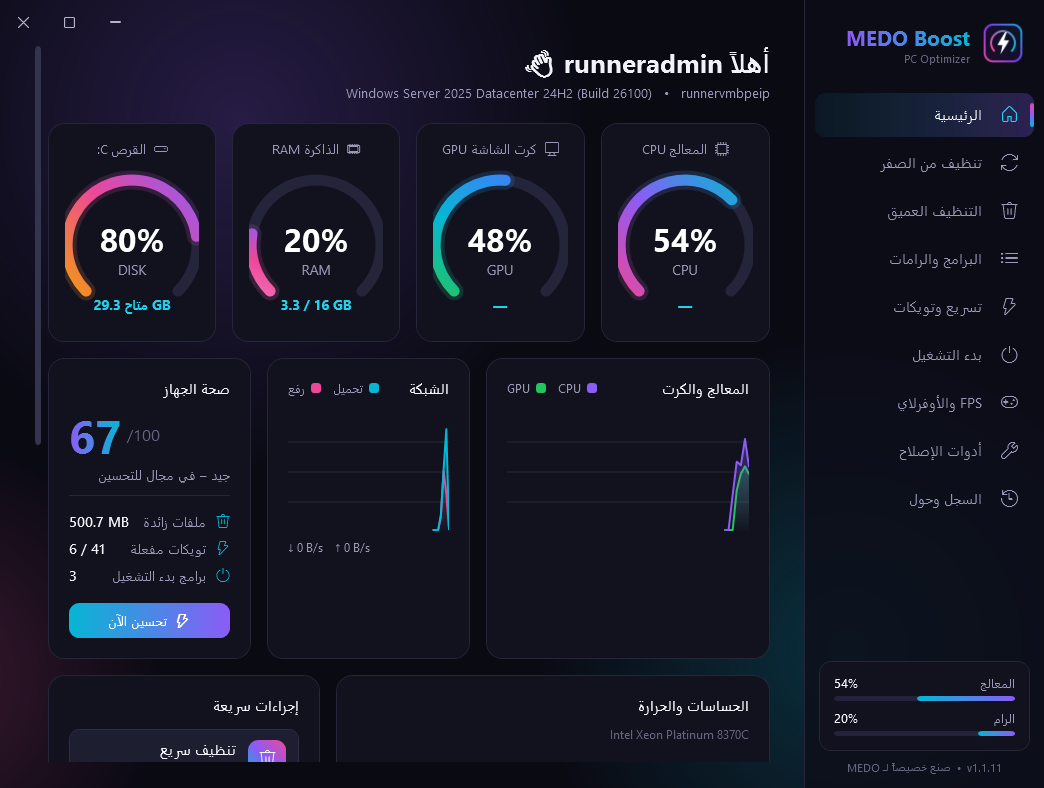 MEDO Boost
PC Optimizer
الرئيسية
تنظيف من الصفر
التنظيف العميق
البرامج والرامات
تسريع وتويكات
بدء التشغيل
FPS والأوفرلاي
أدوات الإصلاح
السجل وحول
المعالج 54%
الرام 20%
صنع خصيصاً لـ MEDO • v1.1.11
أهلاً runneradmin
Windows Server 2025 Datacenter 24H2 (Build 26100) • runnervmbpeip
المعالج CPU
54%
CPU
—
كرت الشاشة GPU
48%
GPU
—
الذاكرة RAM
20%
RAM
3.3 / 16 GB
القرص C:
80%
DISK
29.3 متاح GB
المعالج والكرت
CPU GPU
الشبكة
تحميل رفع
↓ 0 B/s ↑ 0 B/s
صحة الجهاز
67 /100
جيد – في مجال للتحسين
ملفات زائدة 500.7 MB
تويكات مفعلة 6 / 41
برامج بدء التشغيل 3
تحسين الآن
الحساسات والحرارة
Intel Xeon Platinum 8370C
إجراءات سريعة
تنظيف سريع